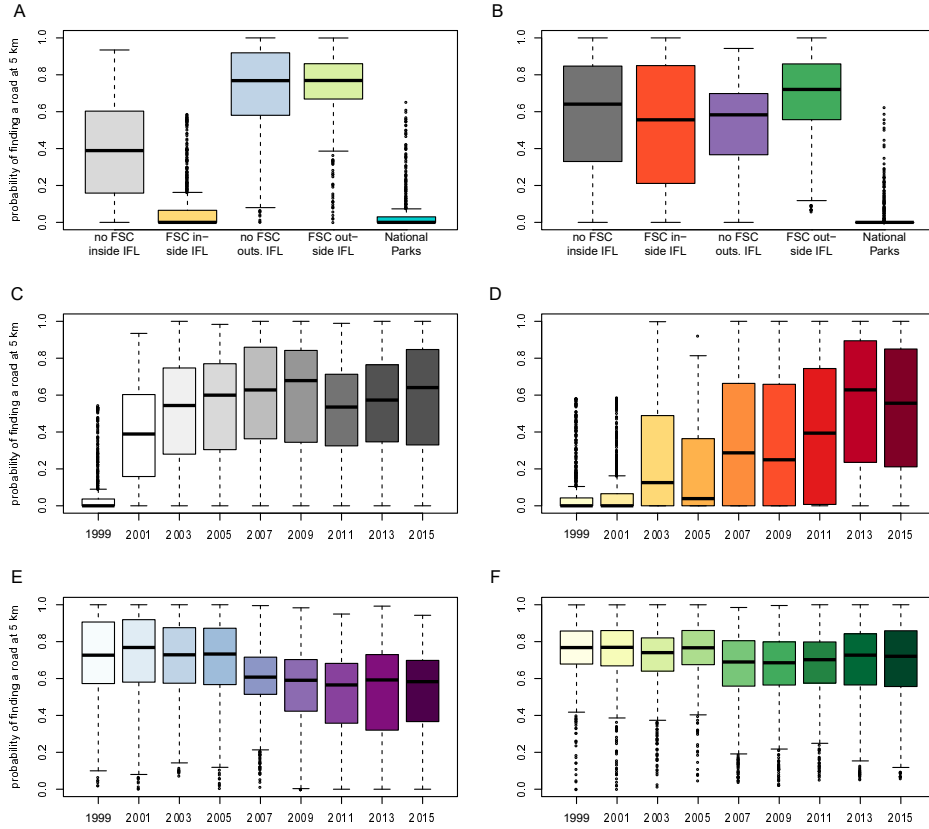 A
probability of finding a road at 5 km
1.0
0.8
0.6
0.4
0.2
0.0
no FSC inside IFL
FSC in-
side IFL
no FSC
outs. IFL
FSC out-
side IFL
National
Parks
B
1.0
0.8
0.6
0.4
0.2
0.0
no FSC
inside IFL
FSC in-
side IFL
no FSC
outs. IFL
FSC out-
side IFL
National
Parks
C
probability of finding a road at 5 km
1.0
0.8
0.6
0.4
0.2
0.0
1999 2001 2003 2005 2007 2009 2011 2013 2015
D
1.0
0.8
0.6
0.4
0.2
0.0
1999 2001 2003 2005 2007 2009 2011 2013 2015
E
probability of finding a road at 5 km
1.0
0.8
0.6
0.4
0.2
0.0
1999 2001 2003 2005 2007 2009 2011 2013 2015
F
1.0
0.8
0.6
0.4
0.2
0.0
1999 2001 2003 2005 2007 2009 2011 2013 2015